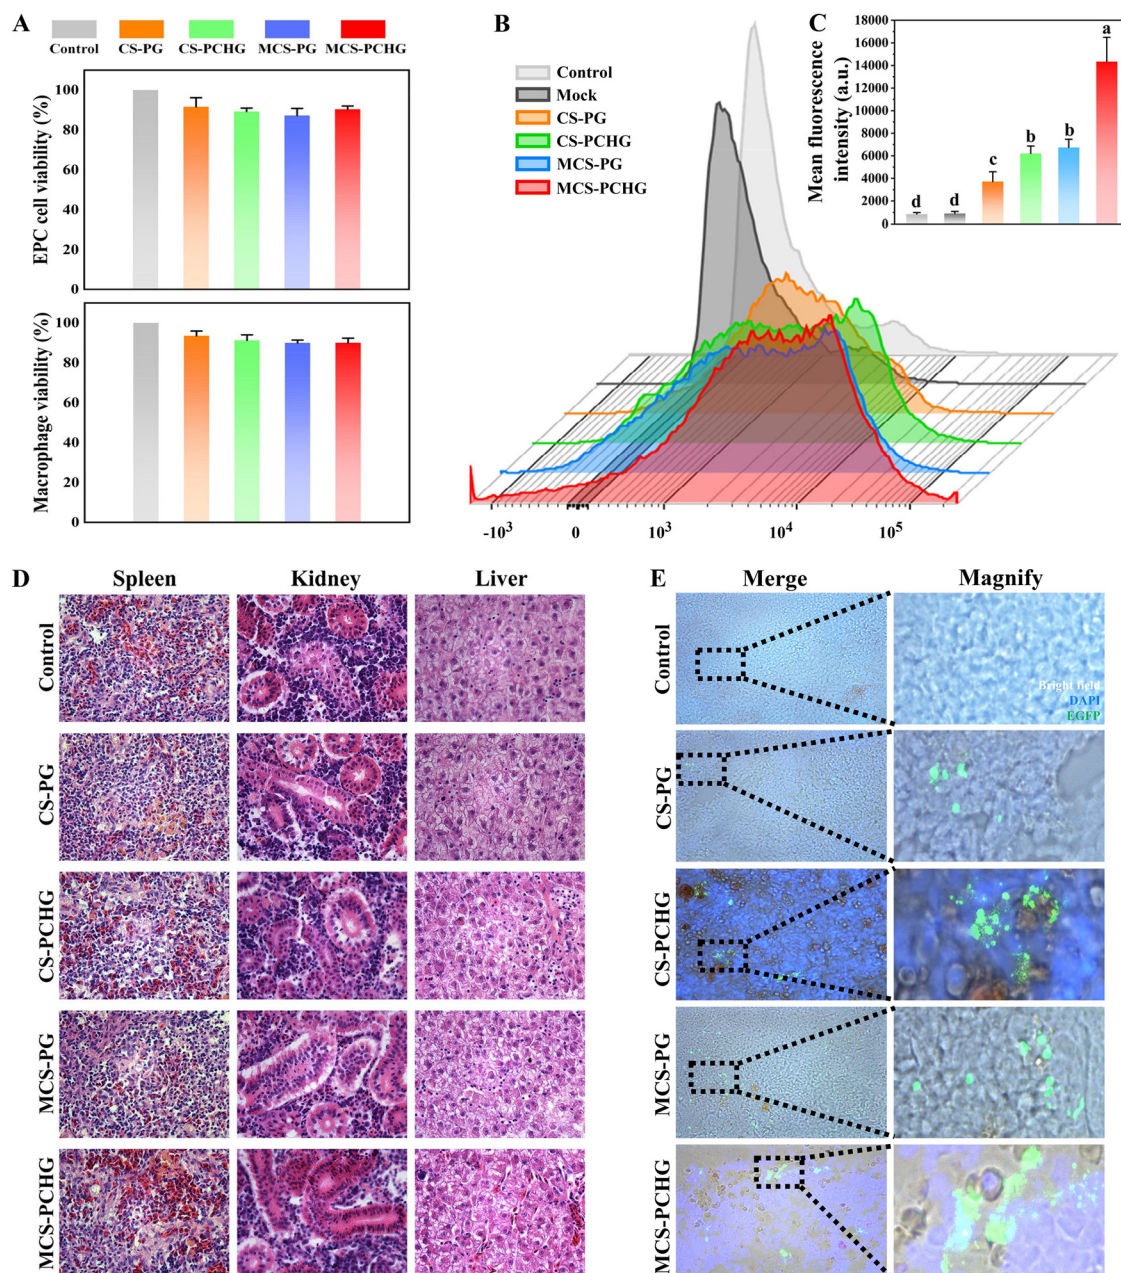 A
Control CS-PG CS-PCHG MCS-PG MCS-PCHG
EPC cell viability (%)
100
80
60
40
20
0
Macrophage viability (%)
100
80
60
40
20
0
B
Control
Mock
CS-PG
CS-PCHG
MCS-PG
MCS-PCHG
-10³ 0 10³ 10⁴ 10⁵
C
Mean fluorescence
intensity (a.u.)
18000
16000
14000
12000
10000
8000
6000
4000
2000
0
d d c b b a
D
Spleen Kidney Liver
Control
CS-PG
CS-PCHG
MCS-PG
MCS-PCHG
E
Merge Magnify
Control
Bright field
DAPI
EGFP
CS-PG
CS-PCHG
MCS-PG
MCS-PCHG